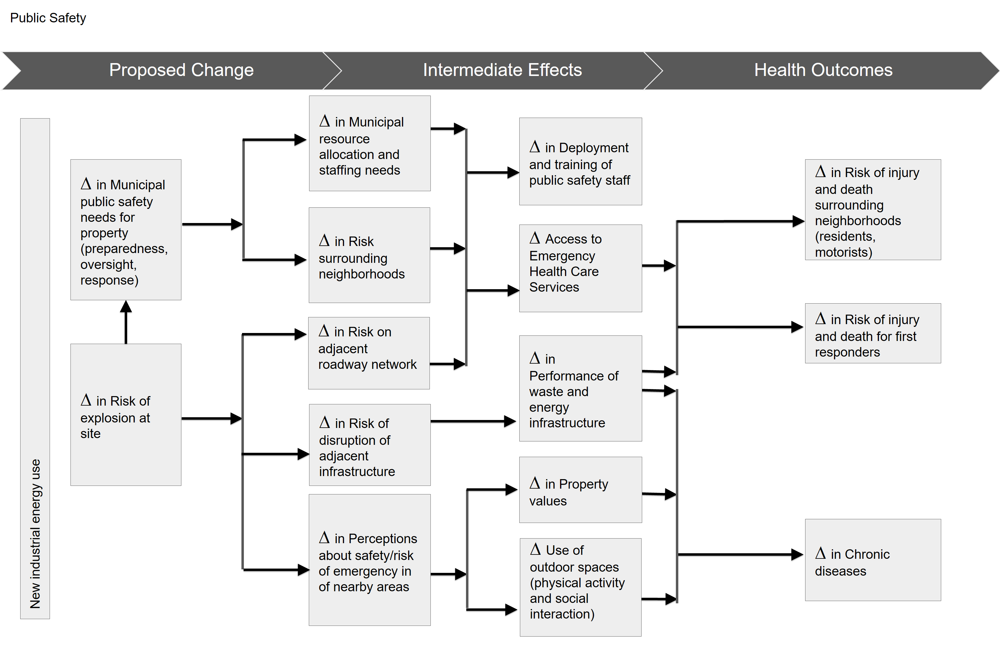 Public Safety
Proposed Change
Intermediate Effects
Health Outcomes
New industrial energy use
Δ in Municipal
public safety
needs for
property
(preparedness,
oversight,
response)
Δ in Risk of
explosion at
site
Δ in Municipal
resource
allocation and
staffing needs
Δ in Risk
surrounding
neighborhoods
Δ in Risk on
adjacent
roadway network
Δ in Risk of
disruption of
adjacent
infrastructure
Δ in Perceptions
about safety/risk
of emergency in
of nearby areas
Δ in Deployment
and training of
public safety staff
Δ Access to
Emergency
Health Care
Services
Δ in
Performance of
waste and
energy
infrastructure
Δ in Property
values
Δ Use of
outdoor spaces
(physical activity
and social
interaction)
Δ in Risk of injury
and death
surrounding
neighborhoods
(residents,
motorists)
Δ in Risk of injury
and death for first
responders
Δ in Chronic
diseases